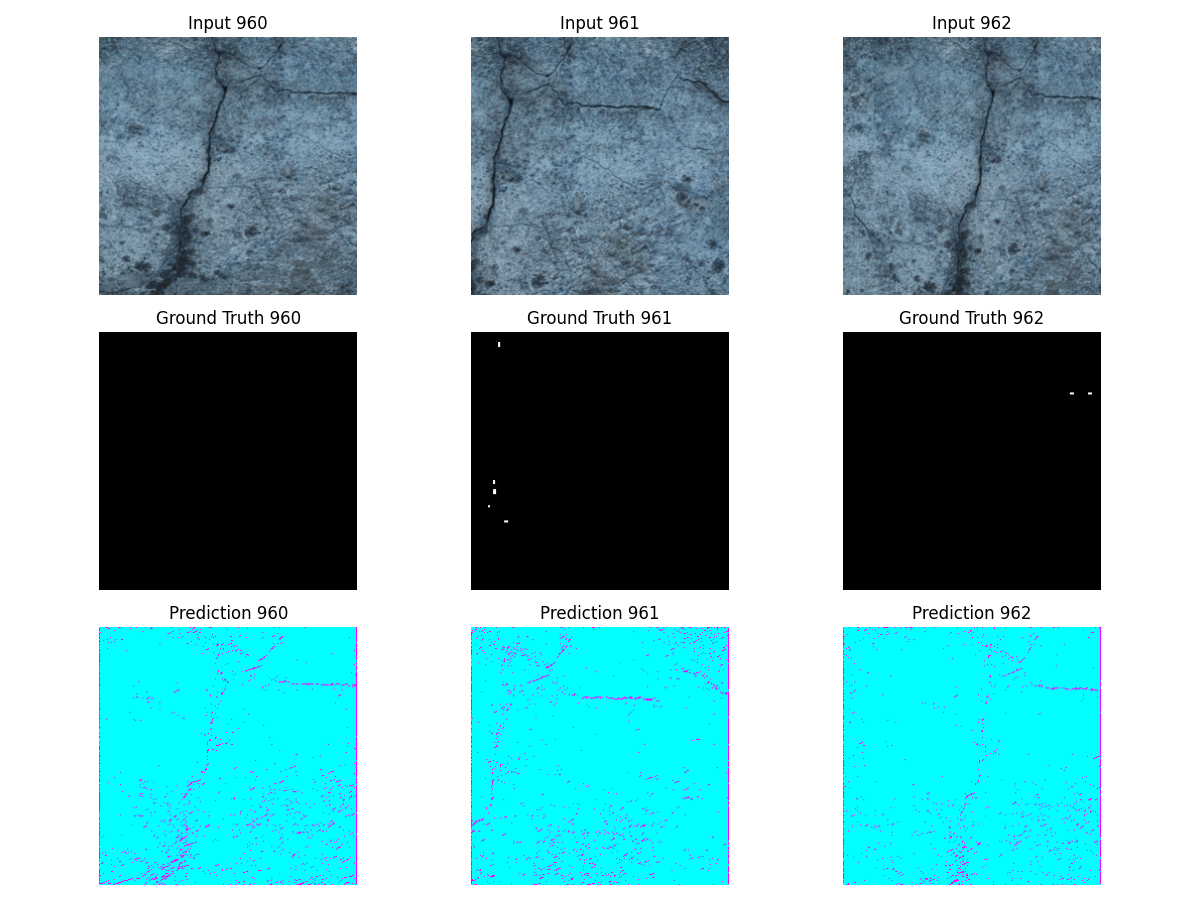 Input 960
Input 961
Input 962
Ground Truth 960
Ground Truth 961
Ground Truth 962
Prediction 960
Prediction 961
Prediction 962